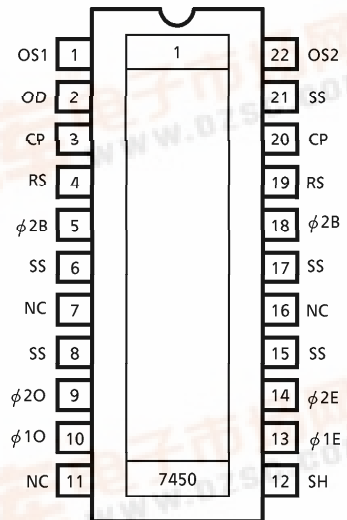 OS1 1 1 22 OS2
OD 2 21 SS
CP 3 20 CP
RS 4 19 RS
ϕ2B 5 18 ϕ2B
SS 6 17 SS
NC 7 16 NC
SS 8 15 SS
ϕ2O 9 14 ϕ2E
ϕ1O 10 13 ϕ1E
NC 11 7450 12 SH